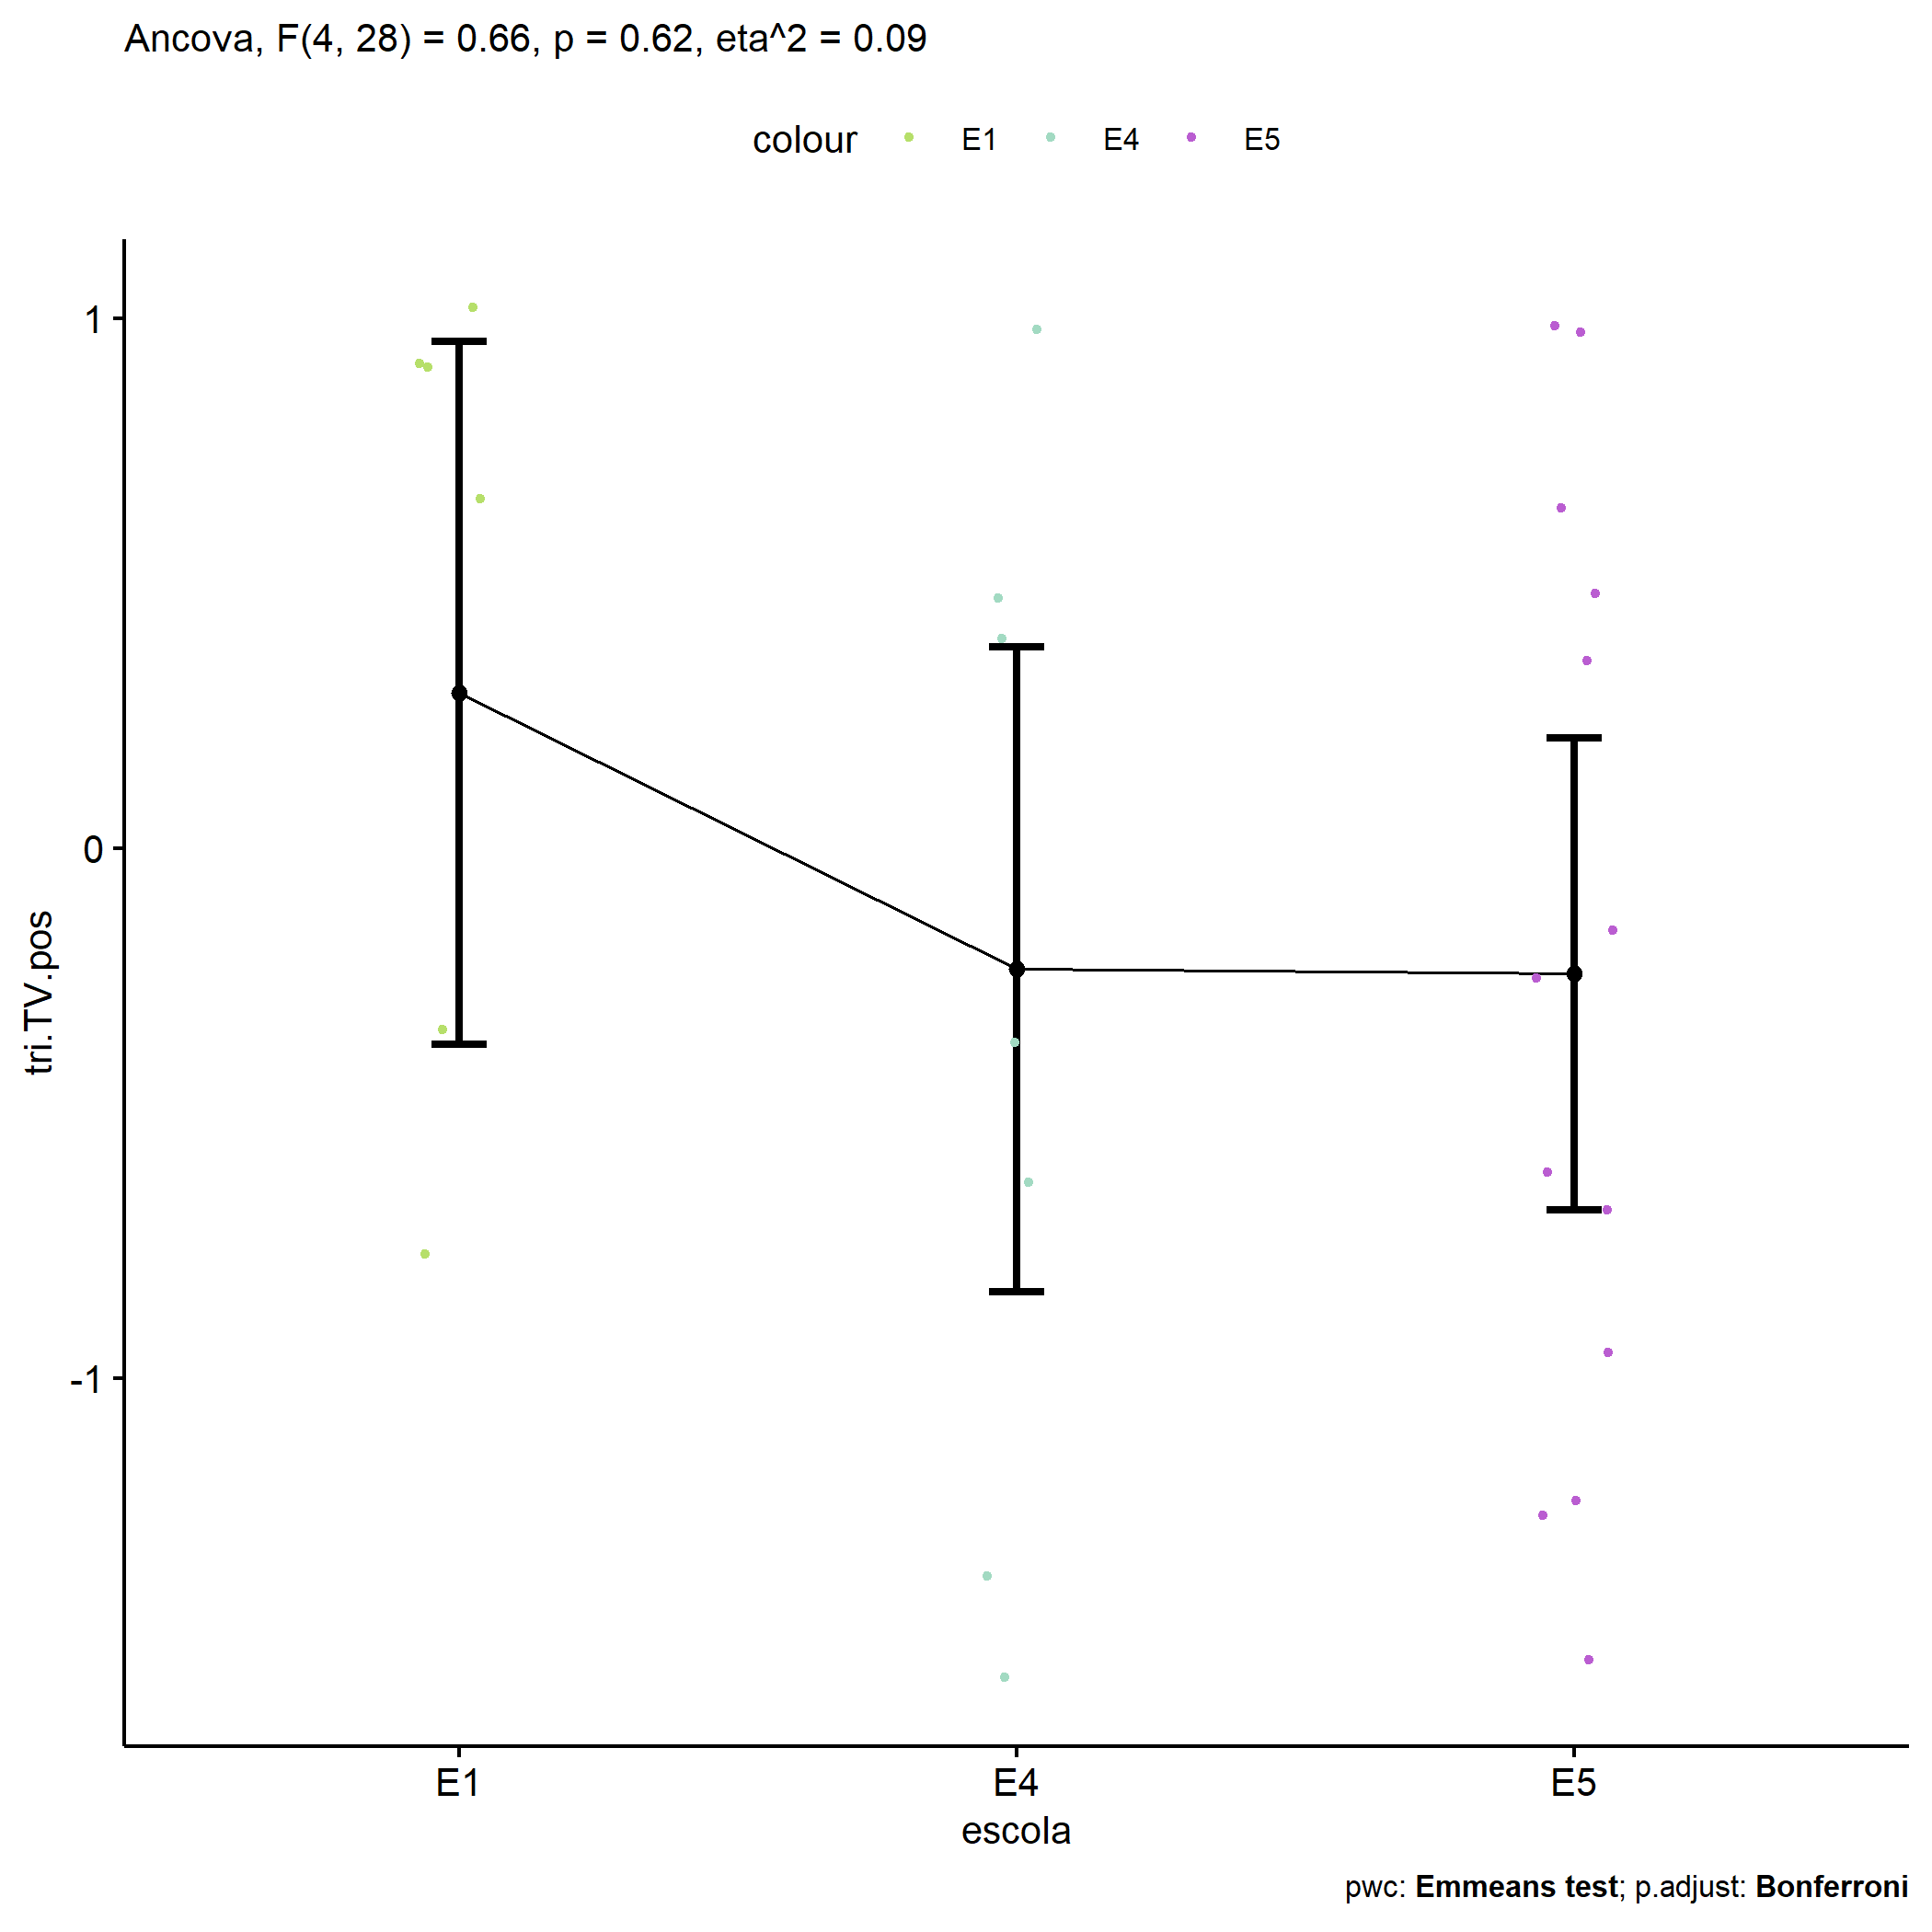 Ancova, F(4, 28) = 0.66, p = 0.62, eta^2 = 0.09
colour E1 E4 E5
1
0
-1
tri.TV.pos
E1 E4 E5
escola
pwc: Emmeans test; p.adjust: Bonferroni